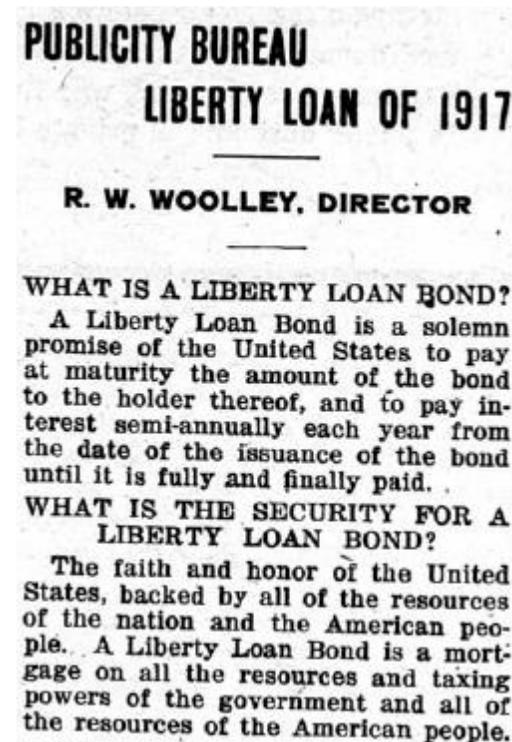 PUBLICITY BUREAU
LIBERTY LOAN OF 1917
R. W. WOOLLEY, DIRECTOR
WHAT IS A LIBERTY LOAN BOND?
A Liberty Loan Bond is a solemn
promise of the United States to pay
at maturity the amount of the bond
to the holder thereof, and to pay in-
terest semi-annually each year from
the date of the issuance of the bond
until it is fully and finally paid.
WHAT IS THE SECURITY FOR A
LIBERTY LOAN BOND?
The faith and honor of the United
States, backed by all of the resources
of the nation and the American peo-
ple. A Liberty Loan Bond is a mort-
gage on all the resources and taxing
powers of the government and all of
the resources of the American people.